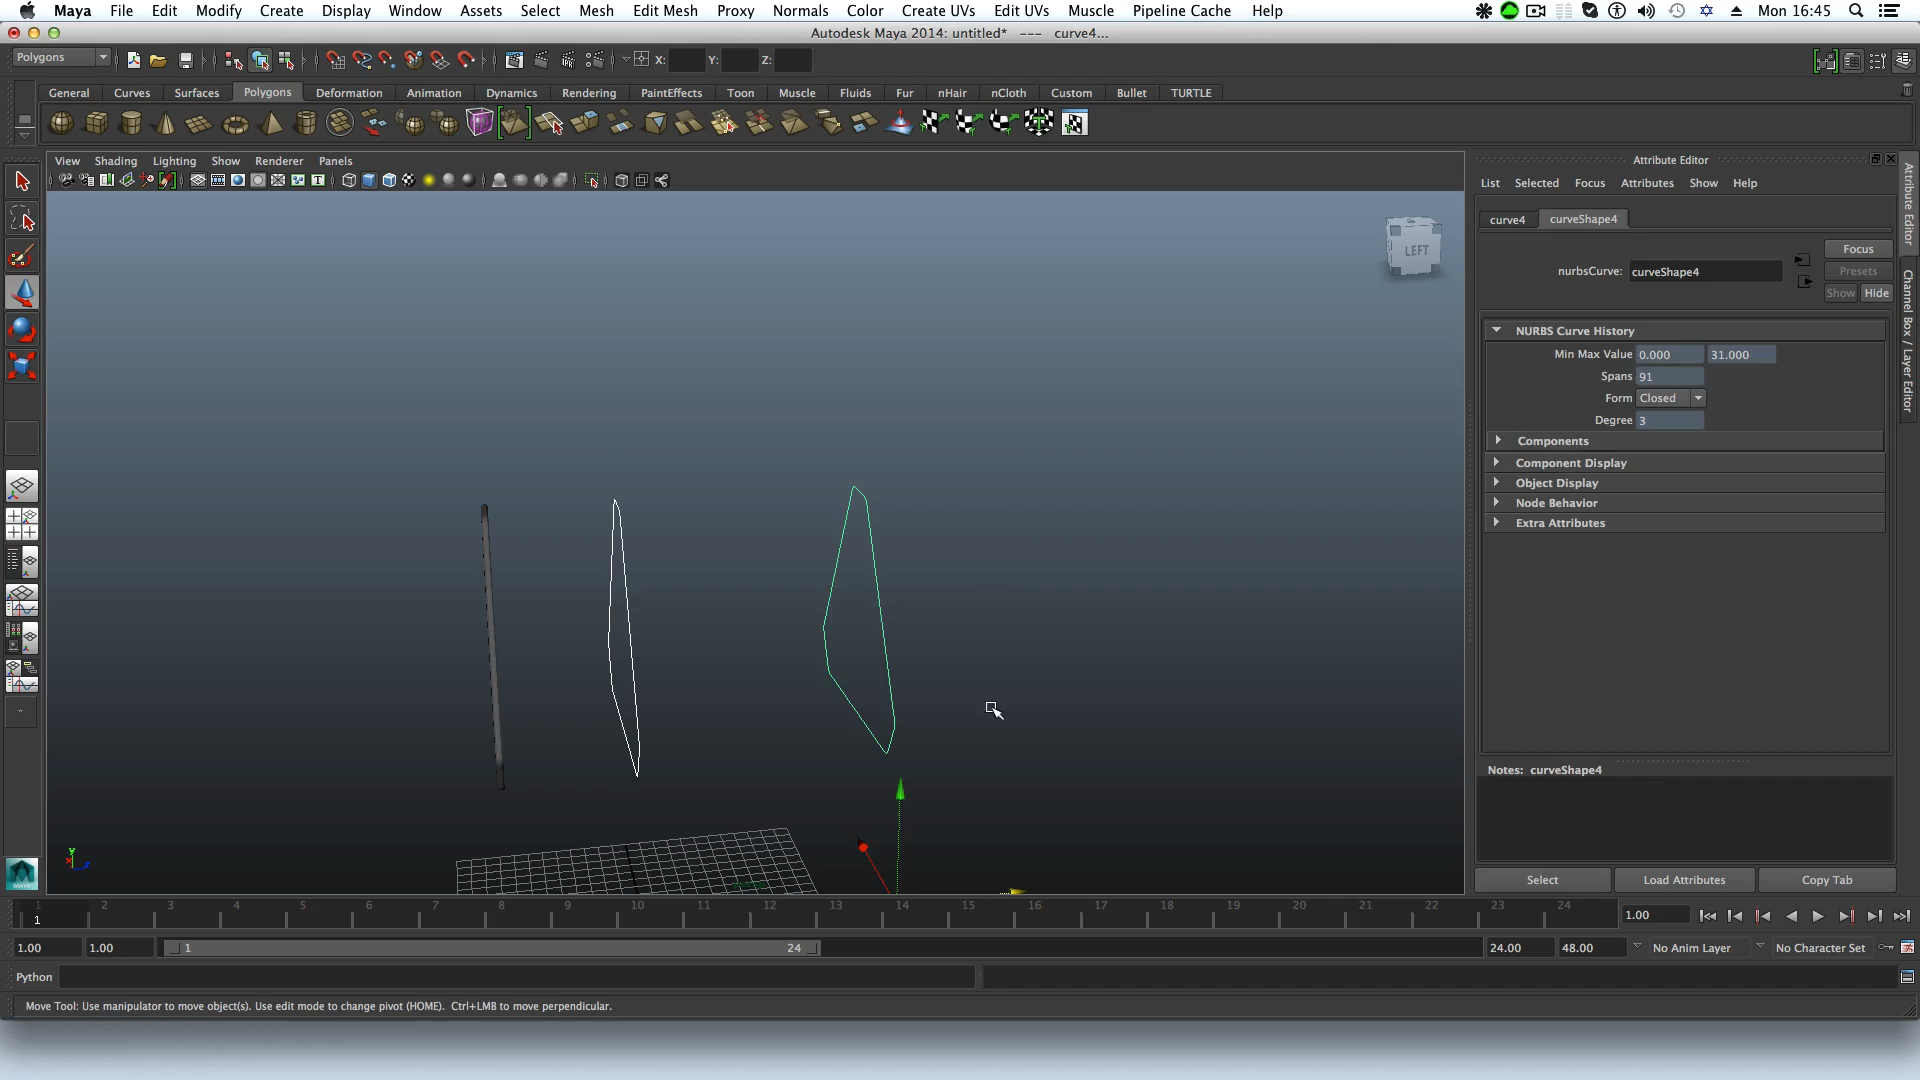 Maya File Edit Modify Create Display Window Assets Select Mesh Edit Mesh Proxy Normals Color Create UVs Edit UVs Muscle Pipeline Cache Help Mon 16:45
Autodesk Maya 2014: untitled* --- curve4...
Polygons X: Y: Z:
General Curves Surfaces Polygons Deformation Animation Dynamics Rendering PaintEffects Toon Muscle Fluids Fur nHair nCloth Custom Bullet TURTLE
View Shading Lighting Show Renderer Panels
Attribute Editor
List Selected Focus Attributes Show Help
curve4 curveShape4
Focus
nurbsCurve: curveShape4
Presets
Show Hide
NURBS Curve History
Min Max Value 0.000 31.000
Spans 91
Form Closed
Degree 3
Components
Component Display
Object Display
Node Behavior
Extra Attributes
Notes: curveShape4
Select Load Attributes Copy Tab
Attribute Editor
Channel Box / Layer Editor
LEFT
y
x z
MAYA
1 2 3 4 5 6 7 8 9 10 11 12 13 14 15 16 17 18 19 20 21 22 23 24
1 1.00
1.00 1.00 1 24 24.00 48.00 No Anim Layer No Character Set
Python
Move Tool: Use manipulator to move object(s). Use edit mode to change pivot (HOME). Ctrl+LMB to move perpendicular.